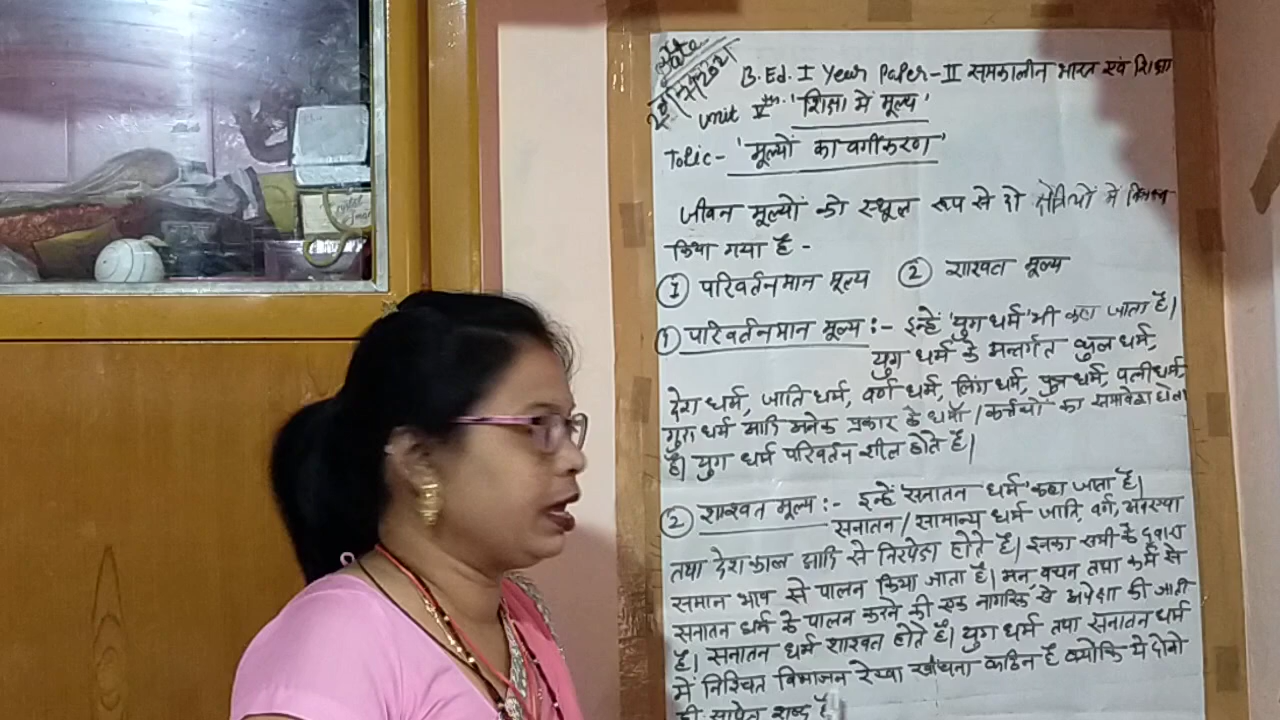 Date
B.Ed. I Year Paper-II समकालीन भारत एवं शिक्षा
Unit Vth 'शिक्षा में मूल्य'
Topic- 'मूल्यों का वर्गीकरण'
जीवन मूल्यों को स्थूल रूप से दो श्रेणियों में विभक्त
किया गया है -
① परिवर्तनमान मूल्य ② शाश्वत मूल्य
① परिवर्तनमान मूल्य :- इन्हें 'युग धर्म' भी कहा जाता है।
युग धर्म के अन्तर्गत कुल धर्म,
देश धर्म, जाति धर्म, वर्ण धर्म, लिंग धर्म, पुत्र धर्म, पत्नी धर्म,
गुरु धर्म आदि अनेक प्रकार के धर्मों / कर्त्तव्यों का समावेश होता
है। युग धर्म परिवर्तन शील होते हैं।
② शाश्वत मूल्य :- इन्हें 'सनातन धर्म' कहा जाता है।
सनातन / सामान्य धर्म जाति, वर्ग, अवस्था
तथा देश काल आदि से निरपेक्ष होते हैं। इनका सभी के द्वारा
समान भाव से पालन किया जाता है। मन, वचन तथा कर्म से
सनातन धर्म के पालन करने की एक नागरिक से अपेक्षा की जाती
है। सनातन धर्म शाश्वत होते हैं। युग धर्म तथा सनातन धर्म
में निश्चित विभाजन रेखा खींचना कठिन है क्योंकि ये दोनों
ही सापेक्ष शब्द हैं